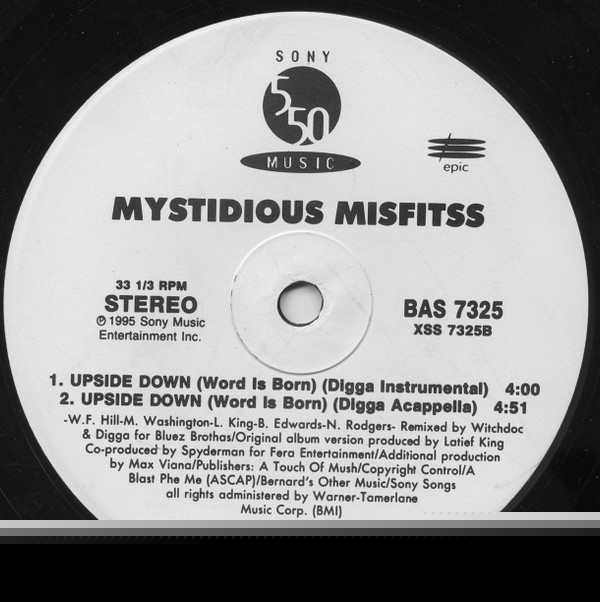 SONY
550
MUSIC
epic
MYSTIDIOUS MISFITSS
33 1/3 RPM
STEREO
℗ 1995 Sony Music
Entertainment Inc.
BAS 7325
XSS 7325B
1. UPSIDE DOWN (Word Is Born) (Digga Instrumental) 4:00
2. UPSIDE DOWN (Word Is Born) (Digga Acappella) 4:51
-W.F. Hill-M. Washington-L. King-B. Edwards-N. Rodgers- Remixed by Witchdoc
& Digga for Bluez Brothas/Original album version produced by Latief King
Co-produced by Spyderman for Fera Entertainment/Additional production
by Max Viana/Publishers: A Touch Of Mush/Copyright Control/A
Blast Phe Me (ASCAP)/Bernard's Other Music/Sony Songs
all rights administered by Warner-Tamerlane
Music Corp. (BMI)